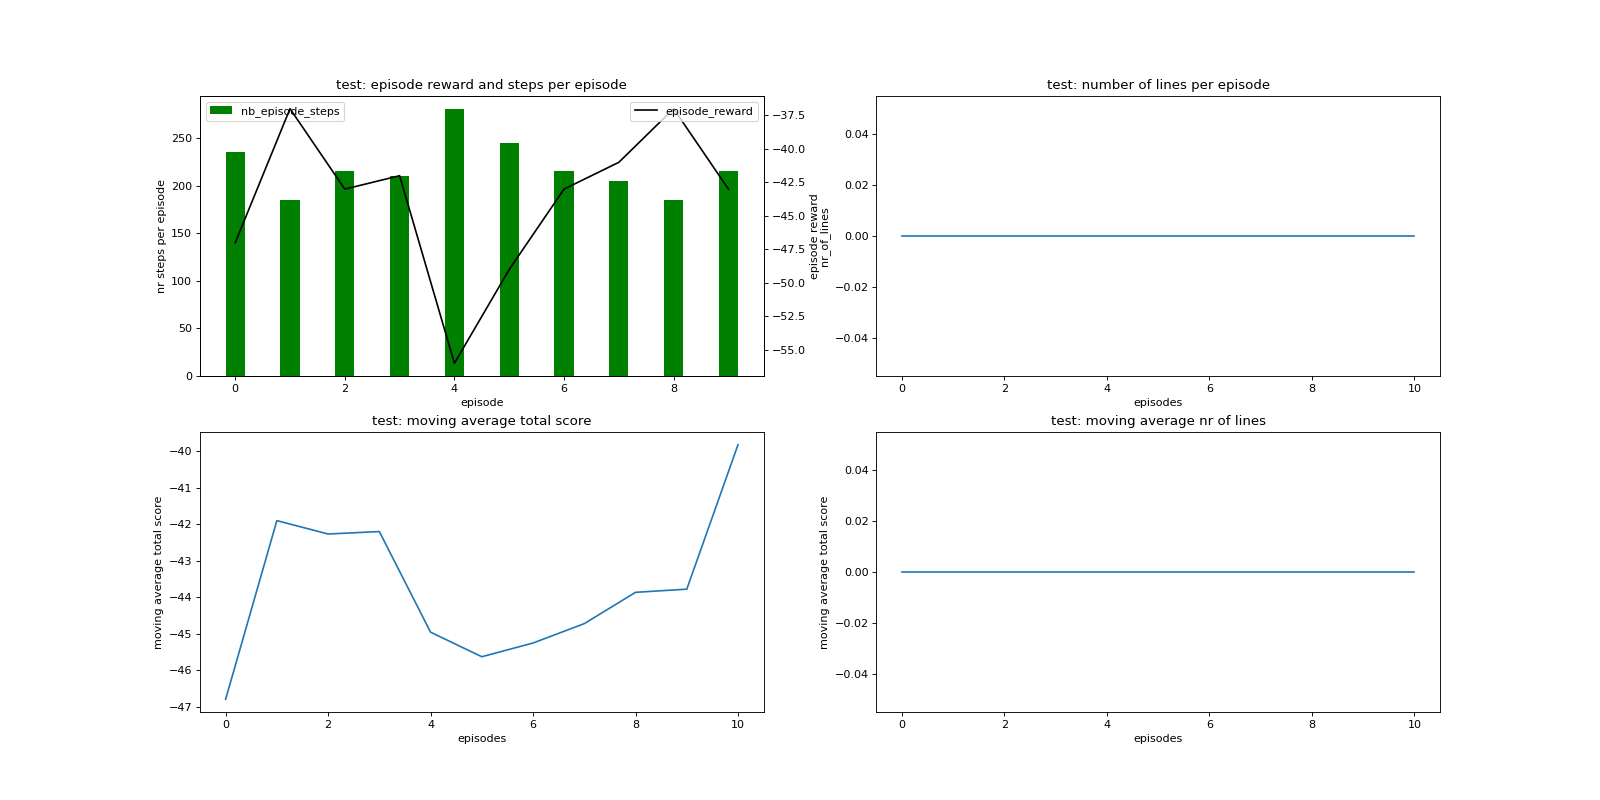 test: episode reward and steps per episode
nb_episode_steps
episode_reward
250
200
150
100
50
0
nr steps per episode
−37.5
−40.0
−42.5
−45.0
−47.5
−50.0
−52.5
−55.0
episode reward
0 2 4 6 8
episode
test: number of lines per episode
0.04
0.02
0.00
−0.02
−0.04
nr_of_lines
0 2 4 6 8 10
episodes
test: moving average total score
−40
−41
−42
−43
−44
−45
−46
−47
moving average total score
0 2 4 6 8 10
episodes
test: moving average nr of lines
0.04
0.02
0.00
−0.02
−0.04
moving average total score
0 2 4 6 8 10
episodes